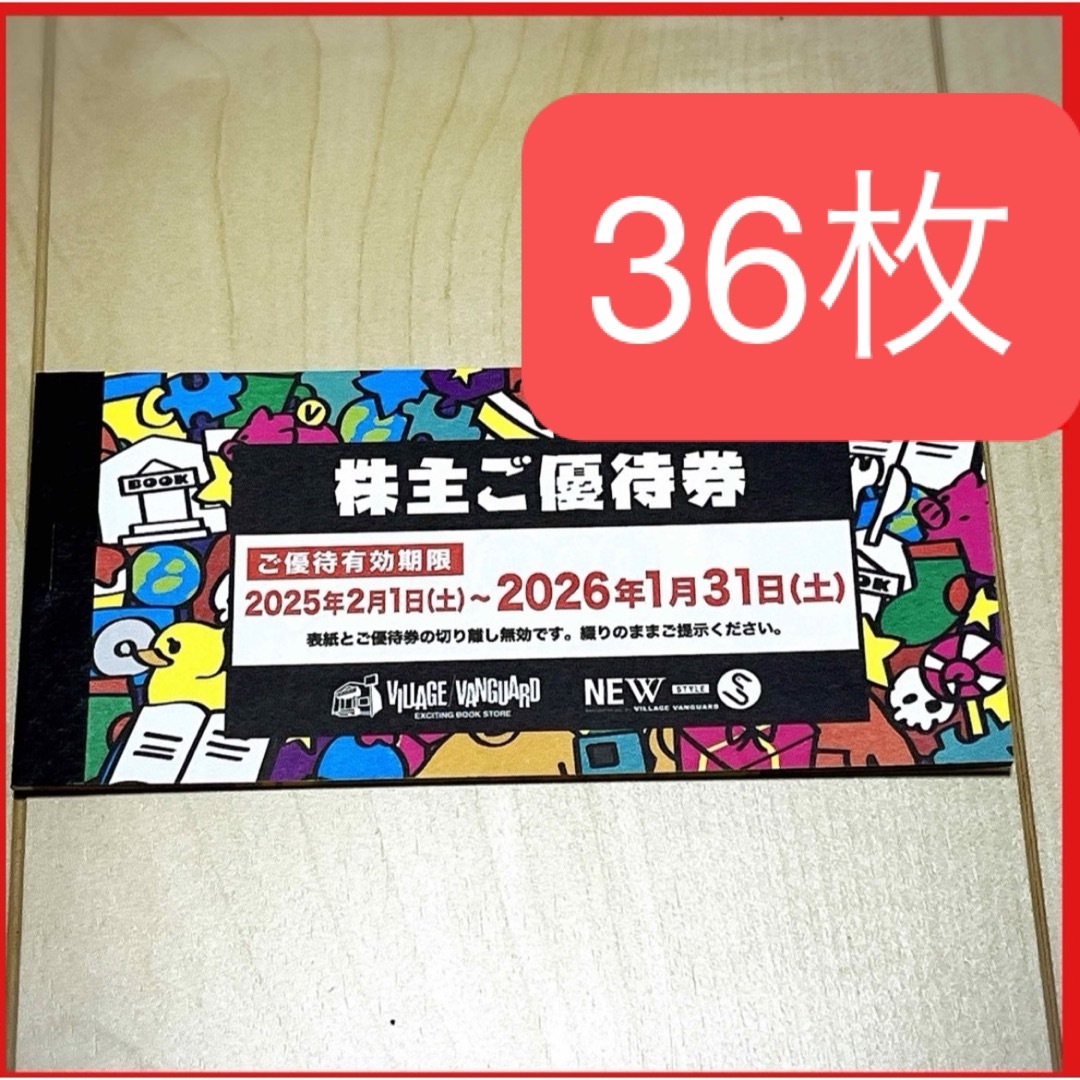 36枚
BOOK
V
株主ご優待券
ご優待有効期限
2025年2月1日(土)～2026年1月31日(土)
表紙とご優待券の切り離し無効です。綴りのままご提示ください。
VILLAGE/VANGUARD
EXCITING BOOK STORE
NEW STYLE
VILLAGE VANGUARD